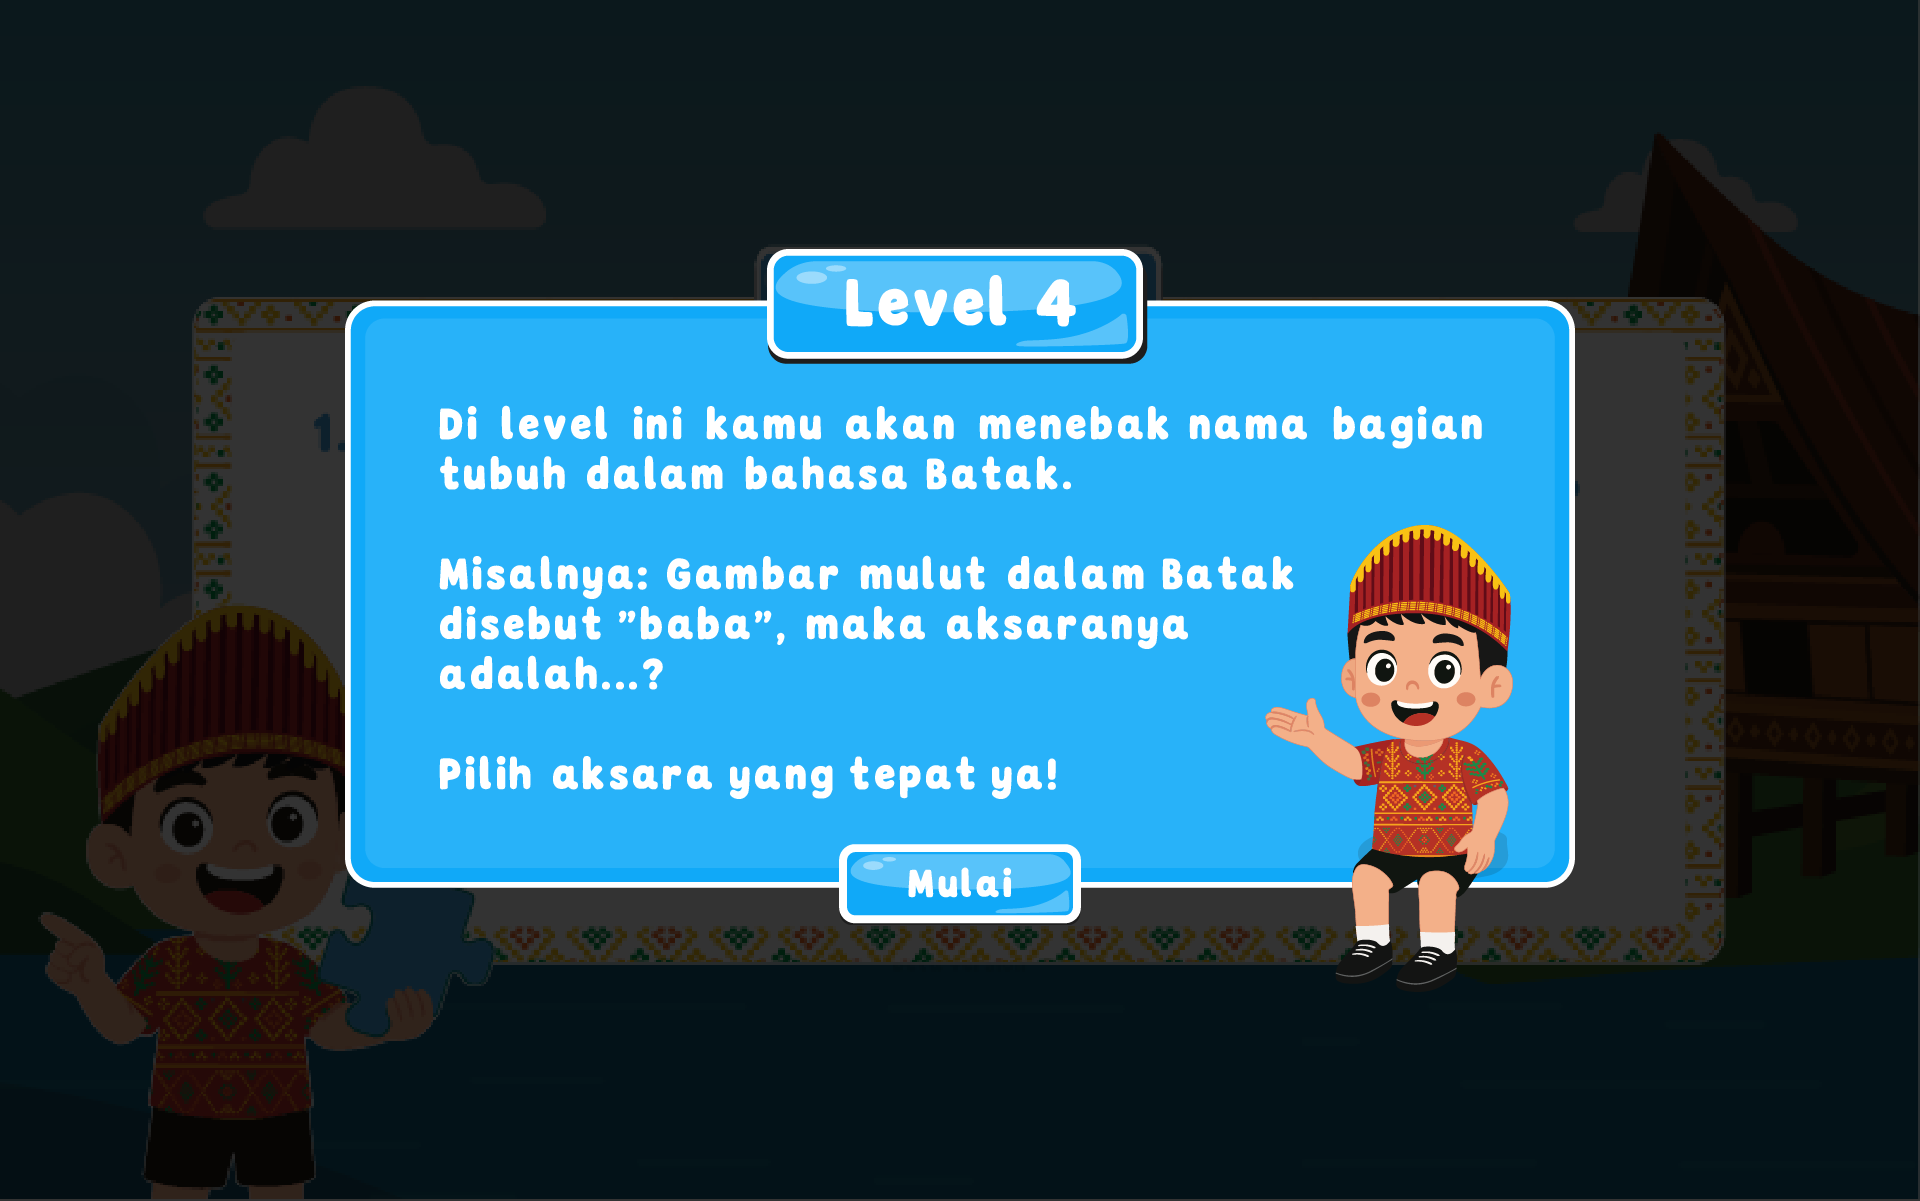 Level 4
1.
Di level ini kamu akan menebak nama bagian
tubuh dalam bahasa Batak.
Misalnya: Gambar mulut dalam Batak
disebut ”baba”, maka aksaranya
adalah...?
Pilih aksara yang tepat ya!
Mulai